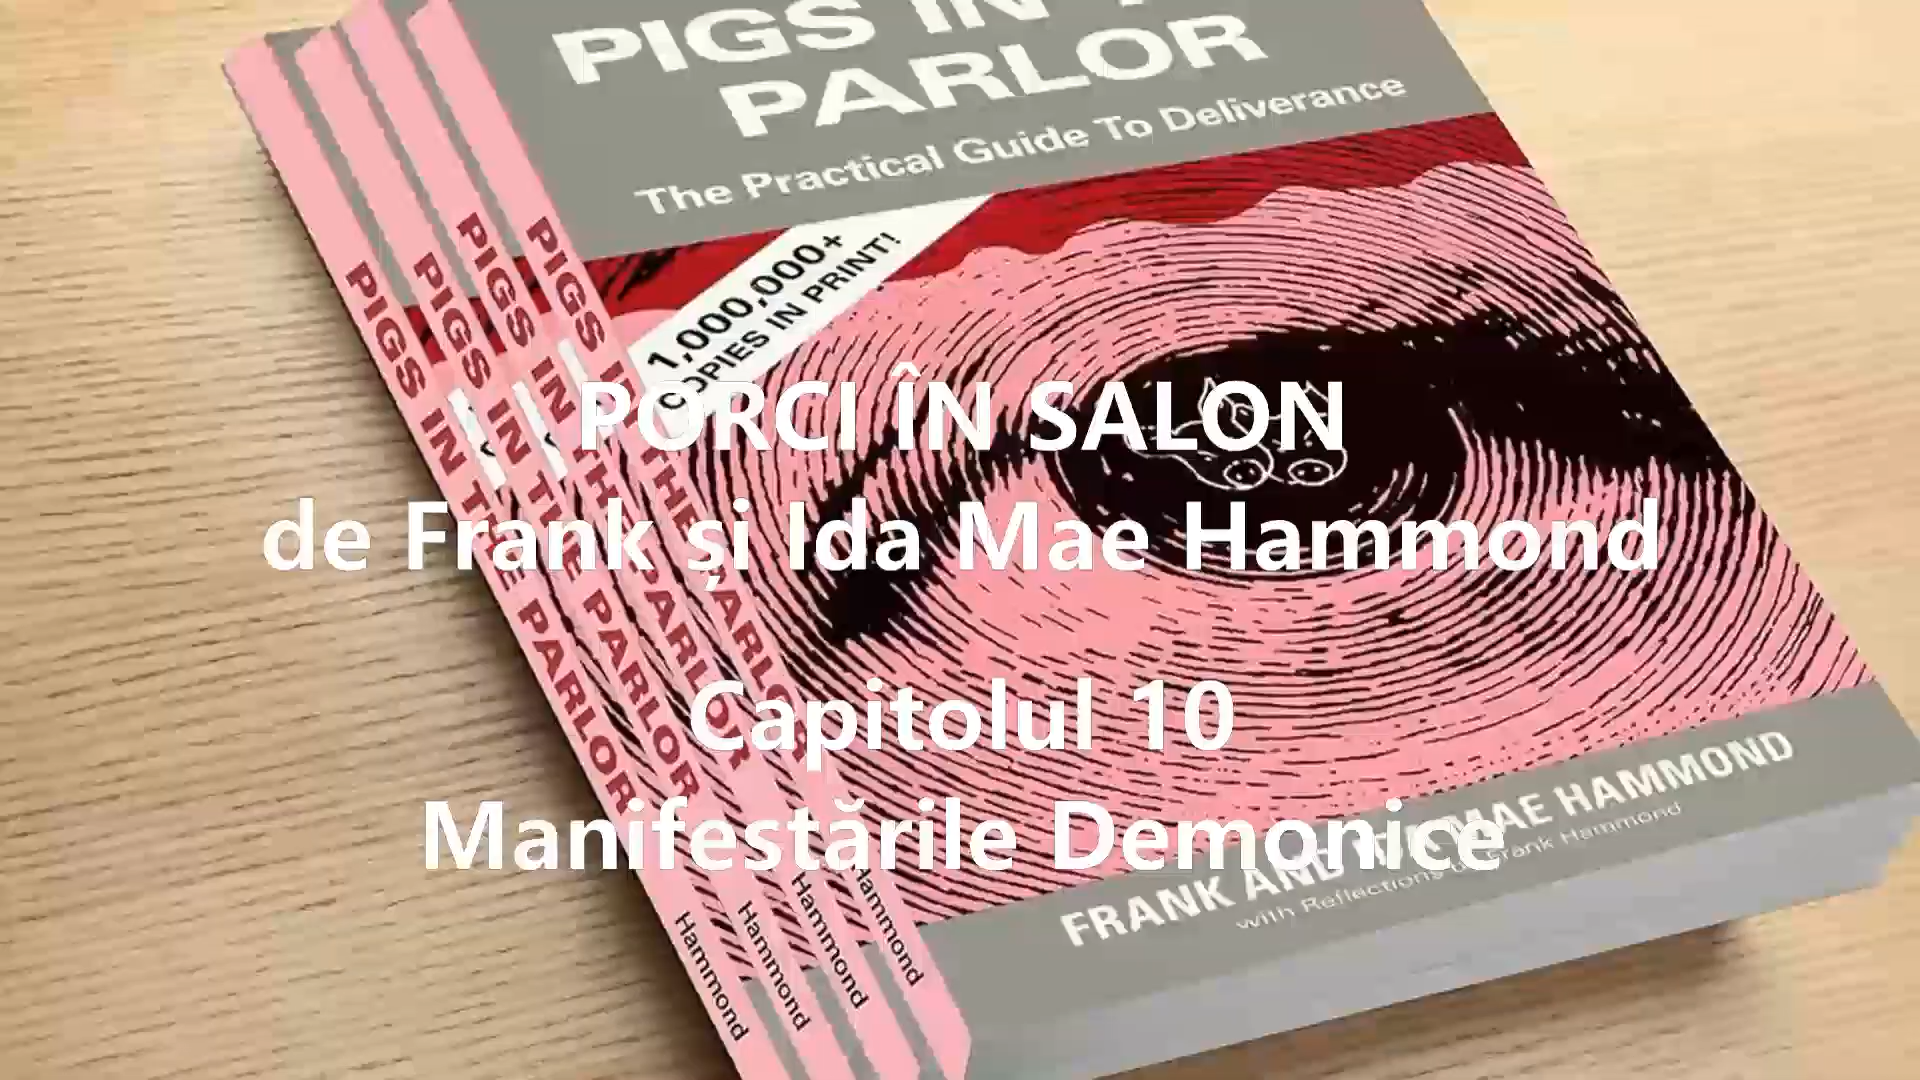 PIGS IN
PARLOR
The Practical Guide To Deliverance
1,000,000+
COPIES IN PRINT!
PIGS IN THE PARLOR
PIGS IN THE PARLOR
PIGS IN THE PARLOR
PIGS IN THE PARLOR
PORCI ÎN SALON
de Frank și Ida Mae Hammond
Capitolul 10
Manifestările Demonice
FRANK AND IDA MAE HAMMOND
with Reflections by Frank Hammond
Hammond
Hammond
Hammond
Hammond